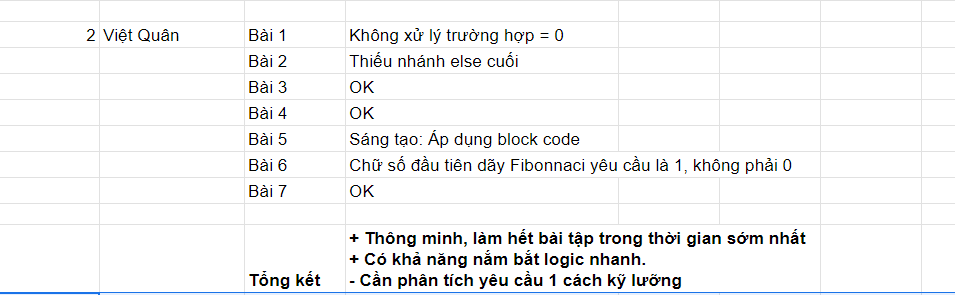 2 Việt Quân Bài 1 Không xử lý trường hợp = 0
Bài 2 Thiếu nhánh else cuối
Bài 3 OK
Bài 4 OK
Bài 5 Sáng tạo: Áp dụng block code
Bài 6 Chữ số đầu tiên dãy Fibonnaci yêu cầu là 1, không phải 0
Bài 7 OK
+ Thông minh, làm hết bài tập trong thời gian sớm nhất
+ Có khả năng nắm bắt logic nhanh.
Tổng kết - Cần phân tích yêu cầu 1 cách kỹ lưỡng